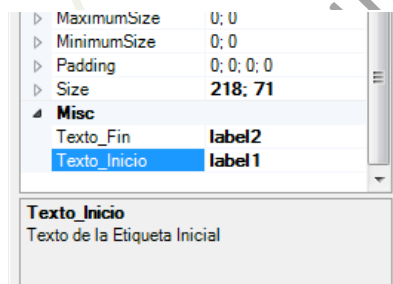 MaximumSize 0; 0
MinimumSize 0; 0
Padding 0; 0; 0; 0
Size 218; 71
Misc
Texto_Fin label2
Texto_Inicio label1
Texto_Inicio
Texto de la Etiqueta Inicial